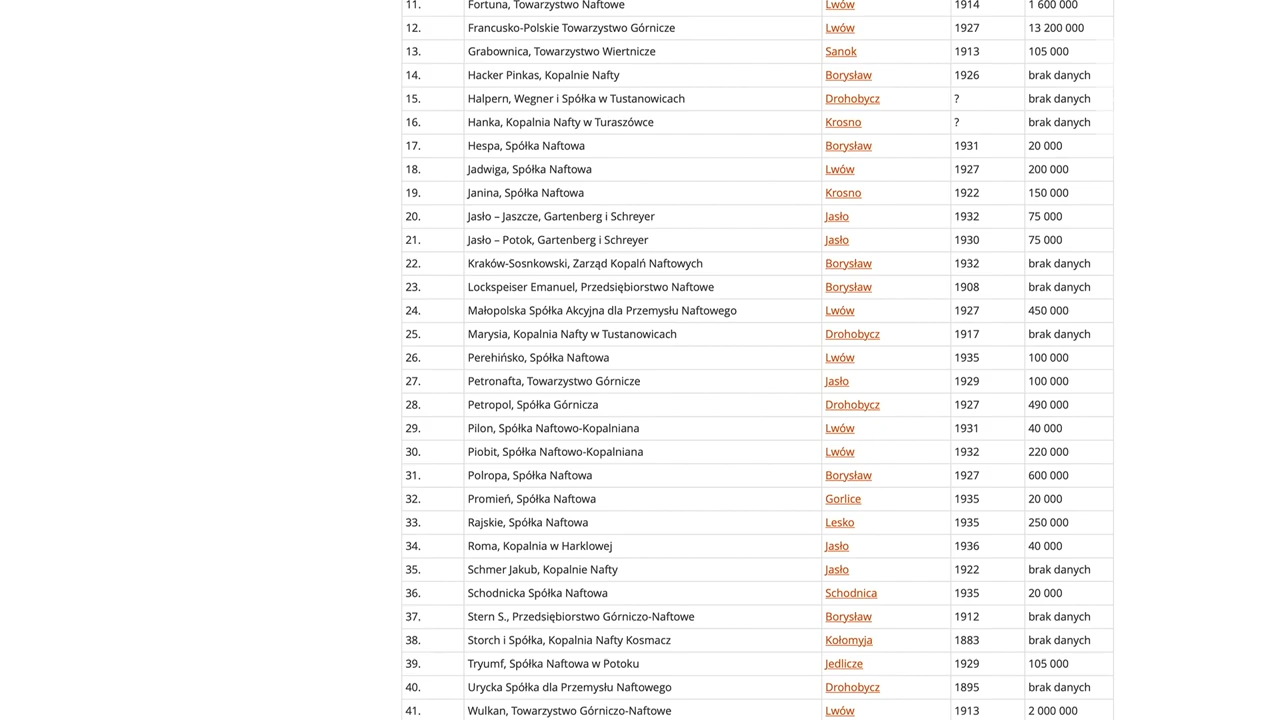 11. Fortuna, Towarzystwo Naftowe Lwów 1914 1 600 000
12. Francusko-Polskie Towarzystwo Górnicze Lwów 1927 13 200 000
13. Grabownica, Towarzystwo Wiertnicze Sanok 1913 105 000
14. Hacker Pinkas, Kopalnie Nafty Borysław 1926 brak danych
15. Halpern, Wegner i Spółka w Tustanowicach Drohobycz ? brak danych
16. Hanka, Kopalnia Nafty w Turaszówce Krosno ? brak danych
17. Hespa, Spółka Naftowa Borysław 1931 20 000
18. Jadwiga, Spółka Naftowa Lwów 1927 200 000
19. Janina, Spółka Naftowa Krosno 1922 150 000
20. Jasło – Jaszcze, Gartenberg i Schreyer Jasło 1932 75 000
21. Jasło – Potok, Gartenberg i Schreyer Jasło 1930 75 000
22. Kraków-Sosnkowski, Zarząd Kopalń Naftowych Borysław 1932 brak danych
23. Lockspeiser Emanuel, Przedsiębiorstwo Naftowe Borysław 1908 brak danych
24. Małopolska Spółka Akcyjna dla Przemysłu Naftowego Lwów 1927 450 000
25. Marysia, Kopalnia Nafty w Tustanowicach Drohobycz 1917 brak danych
26. Perehińsko, Spółka Naftowa Lwów 1935 100 000
27. Petronafta, Towarzystwo Górnicze Jasło 1929 100 000
28. Petropol, Spółka Górnicza Drohobycz 1927 490 000
29. Pilon, Spółka Naftowo-Kopalniana Lwów 1931 40 000
30. Piobit, Spółka Naftowo-Kopalniana Lwów 1932 220 000
31. Polropa, Spółka Naftowa Borysław 1927 600 000
32. Promień, Spółka Naftowa Gorlice 1935 20 000
33. Rajskie, Spółka Naftowa Lesko 1935 250 000
34. Roma, Kopalnia w Harklowej Jasło 1936 40 000
35. Schmer Jakub, Kopalnie Nafty Jasło 1922 brak danych
36. Schodnicka Spółka Naftowa Schodnica 1935 20 000
37. Stern S., Przedsiębiorstwo Górniczo-Naftowe Borysław 1912 brak danych
38. Storch i Spółka, Kopalnia Nafty Kosmacz Kołomyja 1883 brak danych
39. Tryumf, Spółka Naftowa w Potoku Jedlicze 1929 105 000
40. Urycka Spółka dla Przemysłu Naftowego Drohobycz 1895 brak danych
41. Wulkan, Towarzystwo Górniczo-Naftowe Lwów 1913 2 000 000